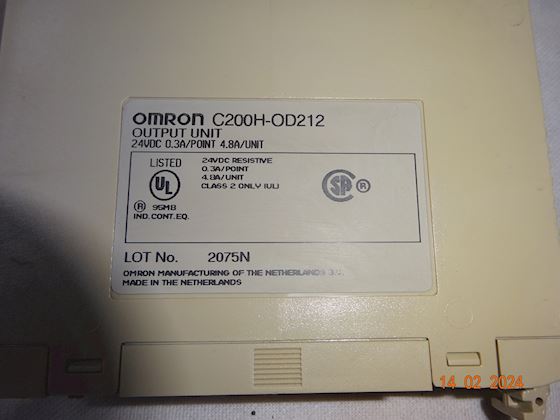 OMRON C200H-OD212
OUTPUT UNIT
24VDC 0.3A/POINT 4.8A/UNIT
LISTED
UL
® 95M8
IND.CONT.EQ.
24VDC RESISTIVE
0.3A/POINT
4.8A/UNIT
CLASS 2 ONLY (UL)
SA ®
LOT No. 2075N
OMRON MANUFACTURING OF THE NETHERLANDS B.V.
MADE IN THE NETHERLANDS
14 02 2024